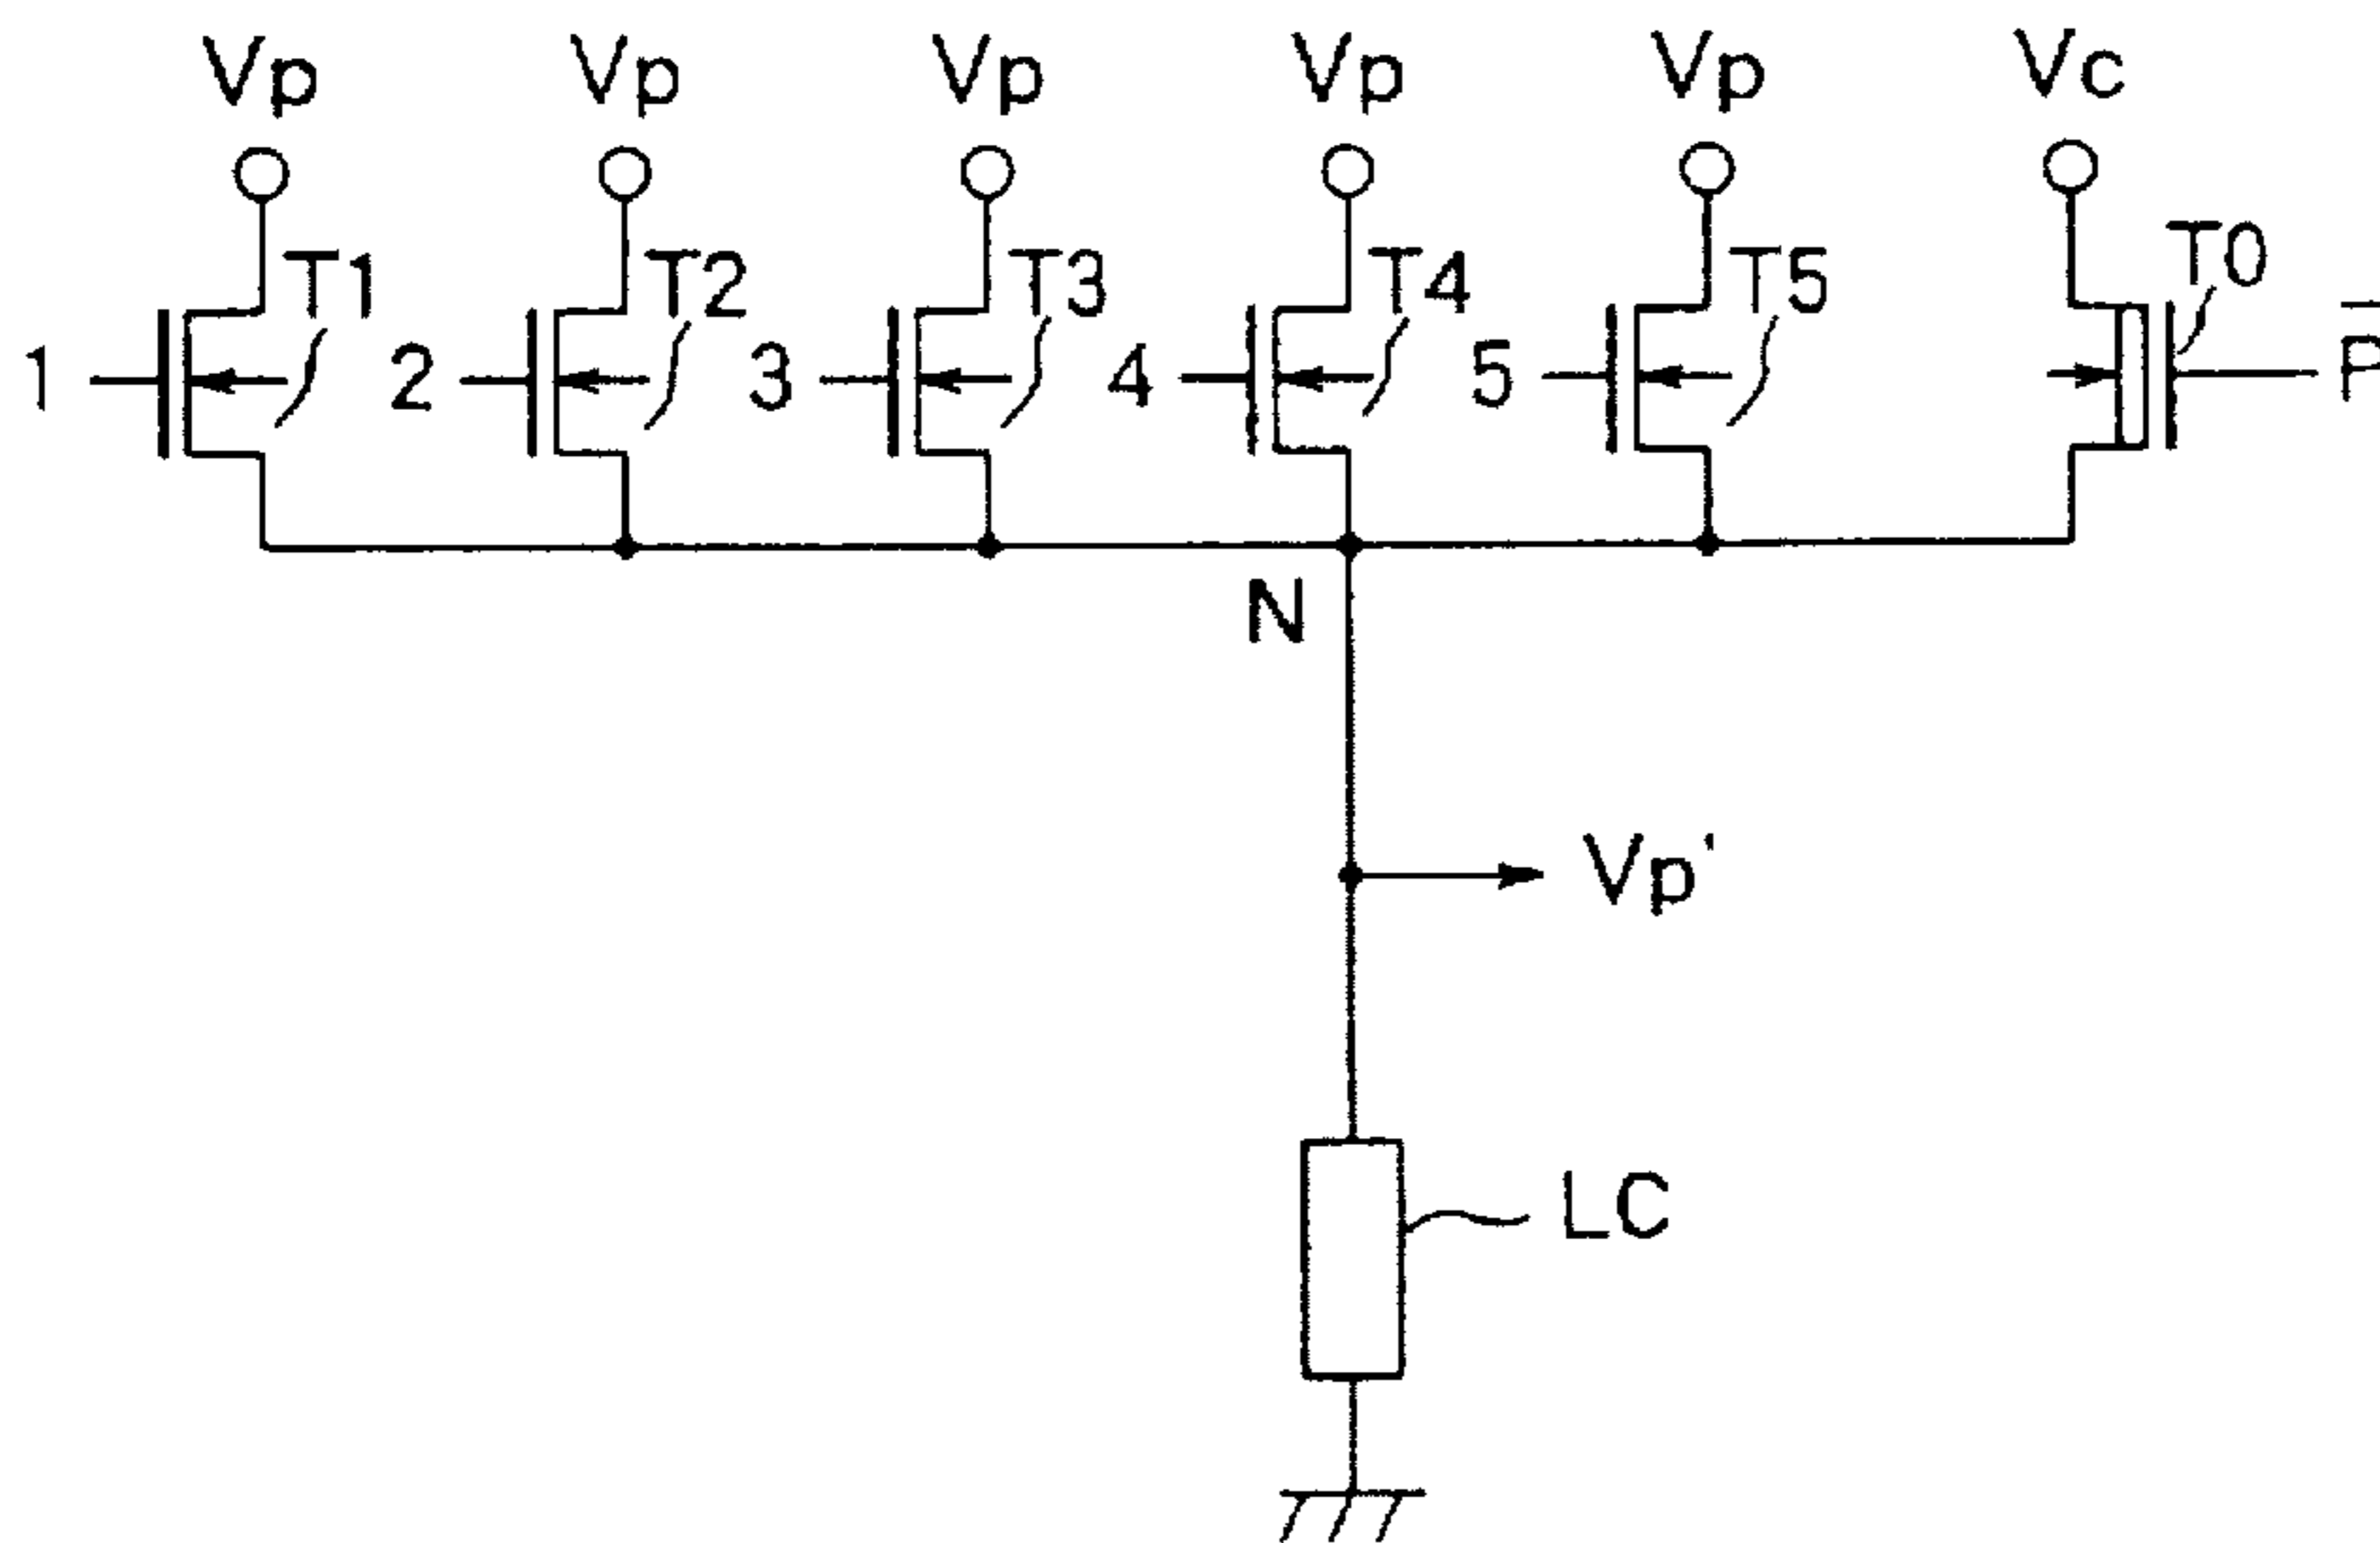 Vp Vp Vp Vp Vp Vc
T1 T2 T3 T4 T5 T0
1 2 3 4 5 P̅
N
Vp'
LC